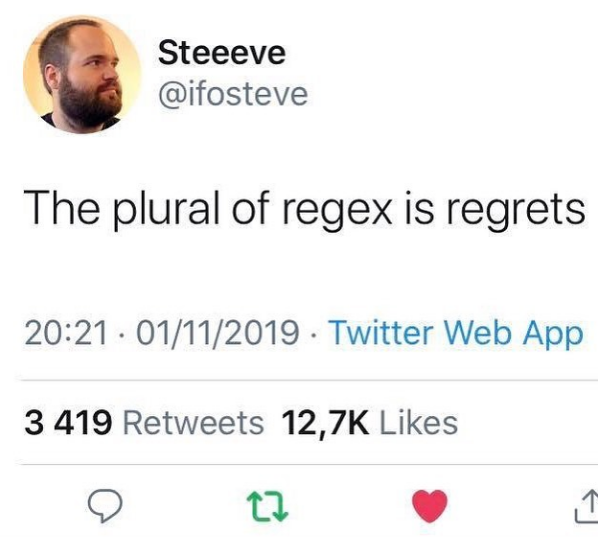 Steeeve
@ifosteve
The plural of regex is regrets
20:21 · 01/11/2019 · Twitter Web App
3 419 Retweets 12,7K Likes